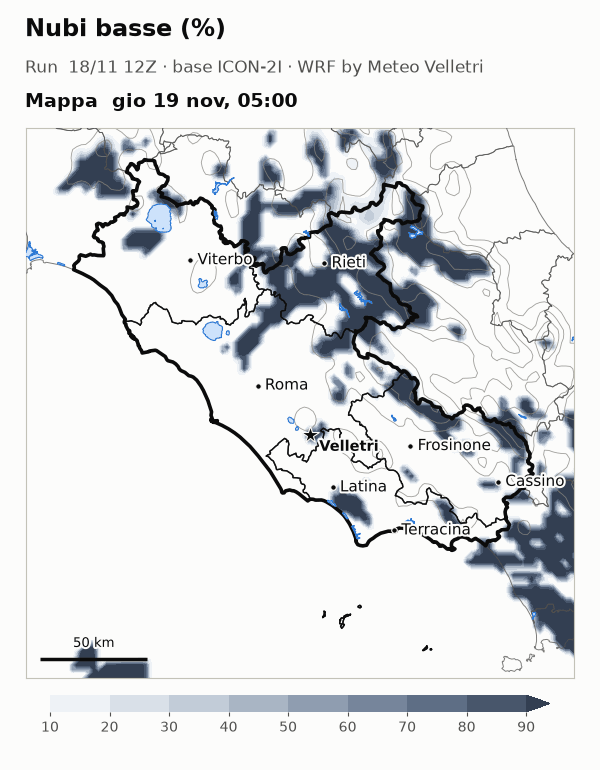 Nubi basse (%)
Run 18/11 12Z · base ICON-2I · WRF by Meteo Velletri
Mappa gio 19 nov, 05:00
Viterbo
Rieti
Roma
Velletri
Frosinone
Latina
Cassino
Terracina
50 km
10 20 30 40 50 60 70 80 90